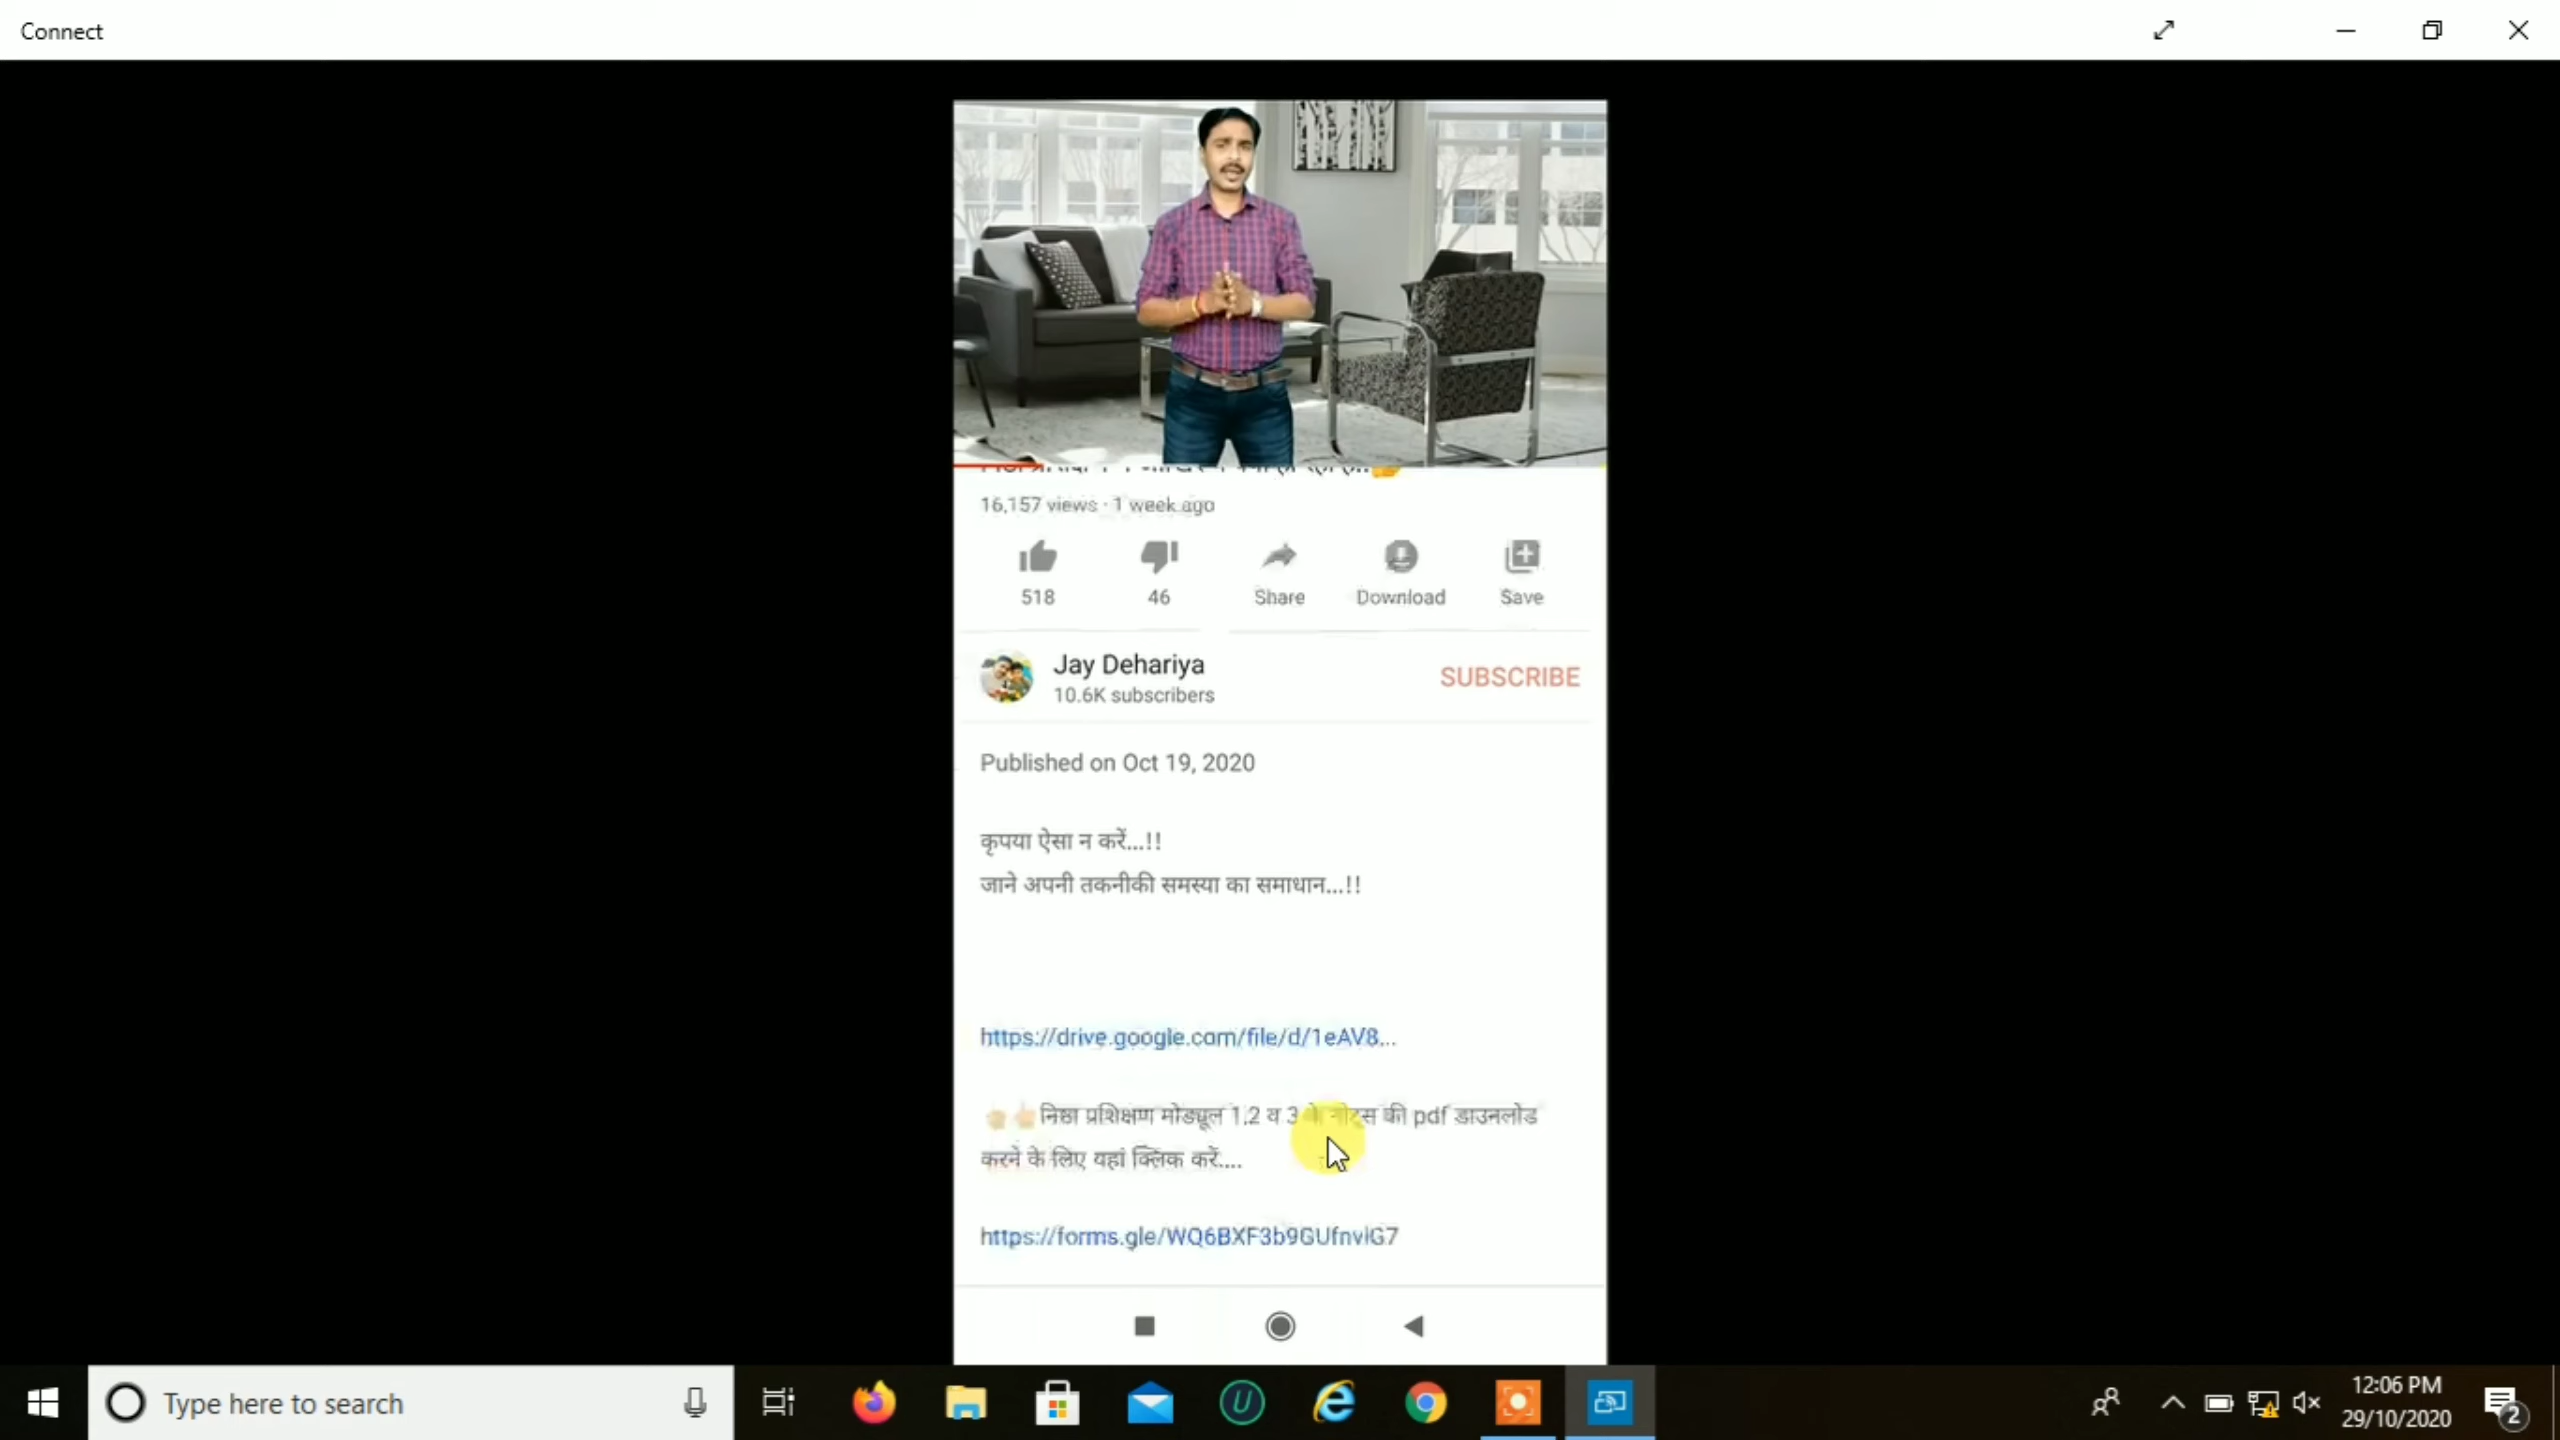 Connect
16,157 views · 1 week ago
518
46
Share
Download
Save
Jay Dehariya
10.6K subscribers
SUBSCRIBE
Published on Oct 19, 2020
कृपया ऐसा न करें...!!
जाने अपनी तकनीकी समस्या का समाधान...!!
https://drive.google.com/file/d/1eAV8...
निष्ठा प्रशिक्षण मोड्यूल 1,2 व 3 के नोट्स की pdf डाउनलोड
करने के लिए यहां क्लिक करें....
https://forms.gle/WQ6BXF3b9GUfnvlG7
Type here to search
12:06 PM
29/10/2020
2